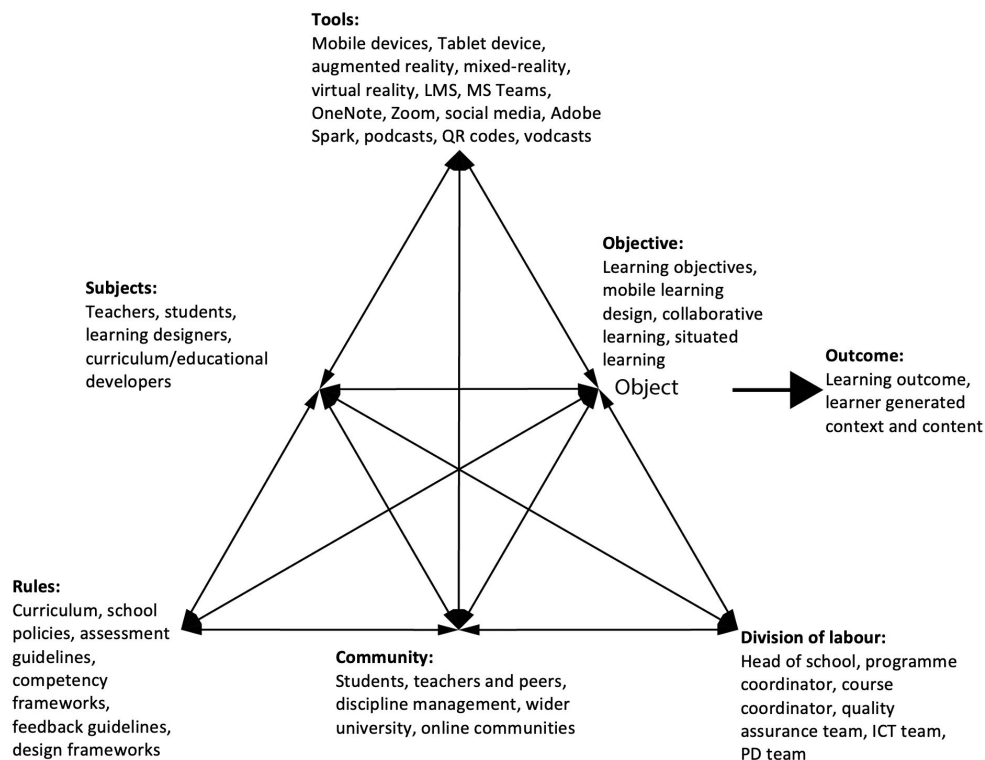 Tools:
Mobile devices, Tablet device,
augmented reality, mixed-reality,
virtual reality, LMS, MS Teams,
OneNote, Zoom, social media, Adobe
Spark, podcasts, QR codes, vodcasts
Objective:
Learning objectives,
mobile learning
design, collaborative
learning, situated
learning
Object
Subjects:
Teachers, students,
learning designers,
curriculum/educational
developers
Outcome:
Learning outcome,
learner generated
context and content
Rules:
Curriculum, school
policies, assessment
guidelines,
competency
frameworks,
feedback guidelines,
design frameworks
Community:
Students, teachers and peers,
discipline management, wider
university, online communities
Division of labour:
Head of school, programme
coordinator, course
coordinator, quality
assurance team, ICT team,
PD team